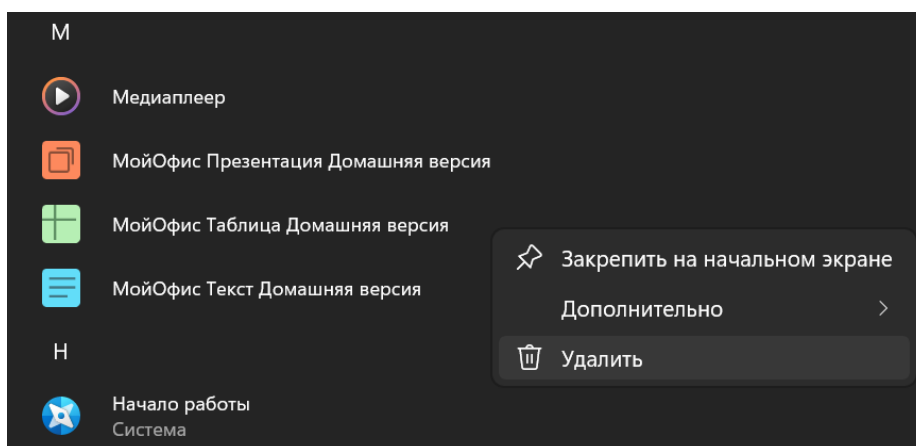 М
Медиаплеер
МойОфис Презентация Домашняя версия
МойОфис Таблица Домашняя версия
МойОфис Текст Домашняя версия
Н
Начало работы
Система
Закрепить на начальном экране
Дополнительно
Удалить